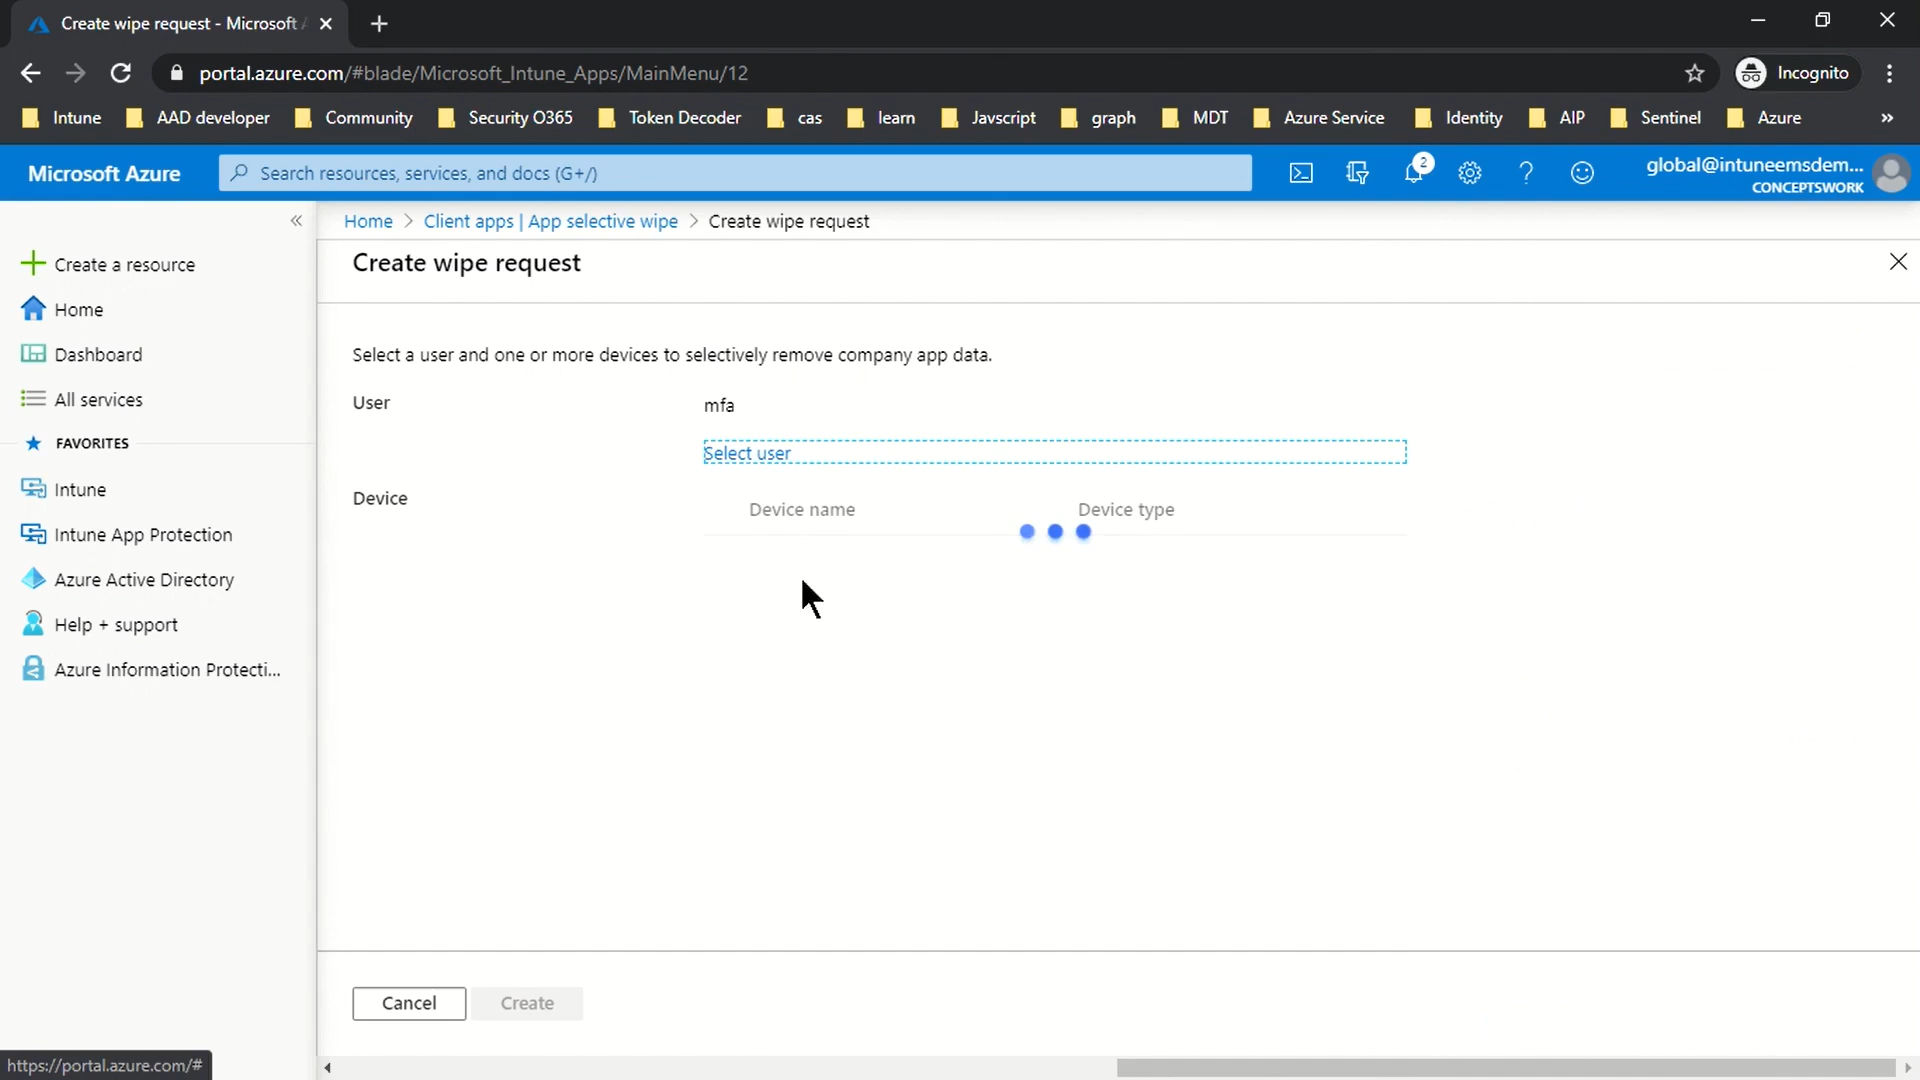 Create wipe request - Microsoft A
portal.azure.com/#blade/Microsoft_Intune_Apps/MainMenu/12
Incognito
Intune
AAD developer
Community
Security O365
Token Decoder
cas
learn
Javscript
graph
MDT
Azure Service
Identity
AIP
Sentinel
Azure
»
Microsoft Azure
Search resources, services, and docs (G+/)
2
global@intuneemsdem...
CONCEPTSWORK
Home > Client apps | App selective wipe > Create wipe request
Create wipe request
Create a resource
Home
Dashboard
All services
FAVORITES
Intune
Intune App Protection
Azure Active Directory
Help + support
Azure Information Protecti...
Select a user and one or more devices to selectively remove company app data.
User
mfa
Select user
Device
Device name
Device type
Cancel
Create
https://portal.azure.com/#